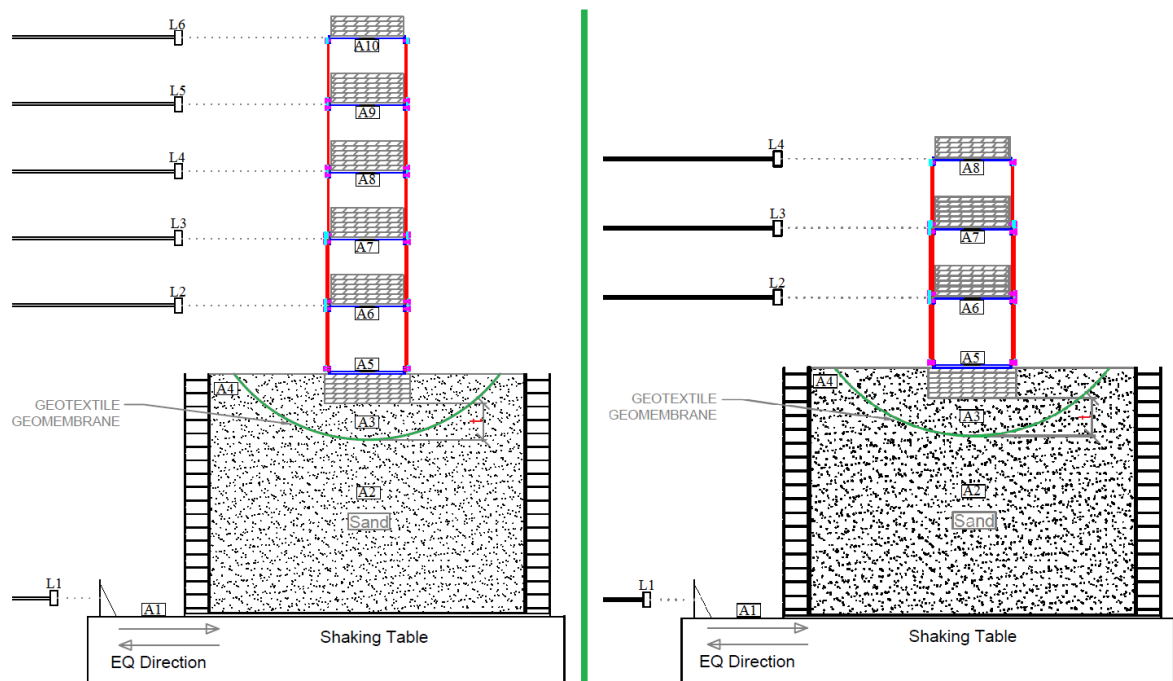 L6
A10
L5
A9
L4
A8
L3
A7
L2
A6
A5
A4
GEOTEXTILE
GEOMEMBRANE
A3
t
A2
Sand
L1
A1
Shaking Table
EQ Direction
L4
A8
L3
A7
L2
A6
A5
A4
GEOTEXTILE
GEOMEMBRANE
A3
t
A2
Sand
L1
A1
Shaking Table
EQ Direction